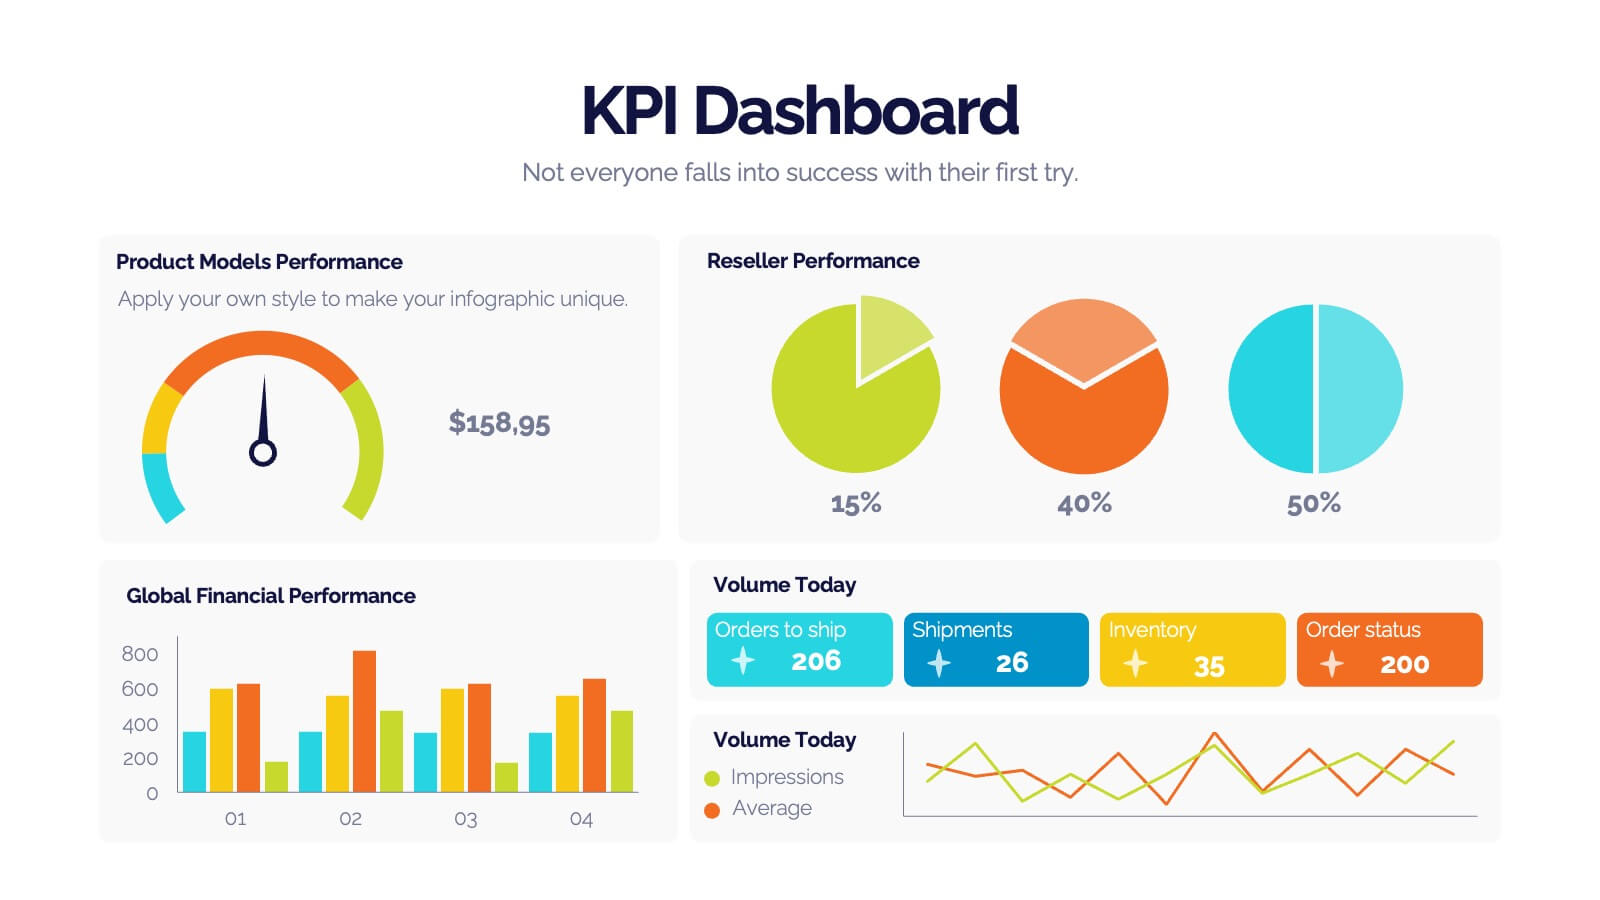 KPI Dashboard
Not everyone falls into success with their first try.
Product Models Performance
Apply your own style to make your infographic unique.
$158,95
Reseller Performance
15%
40%
50%
Global Financial Performance
800
600
400
200
0
01
02
03
04
Volume Today
Orders to ship
206
Shipments
26
Inventory
35
Order status
200
Volume Today
Impressions
Average